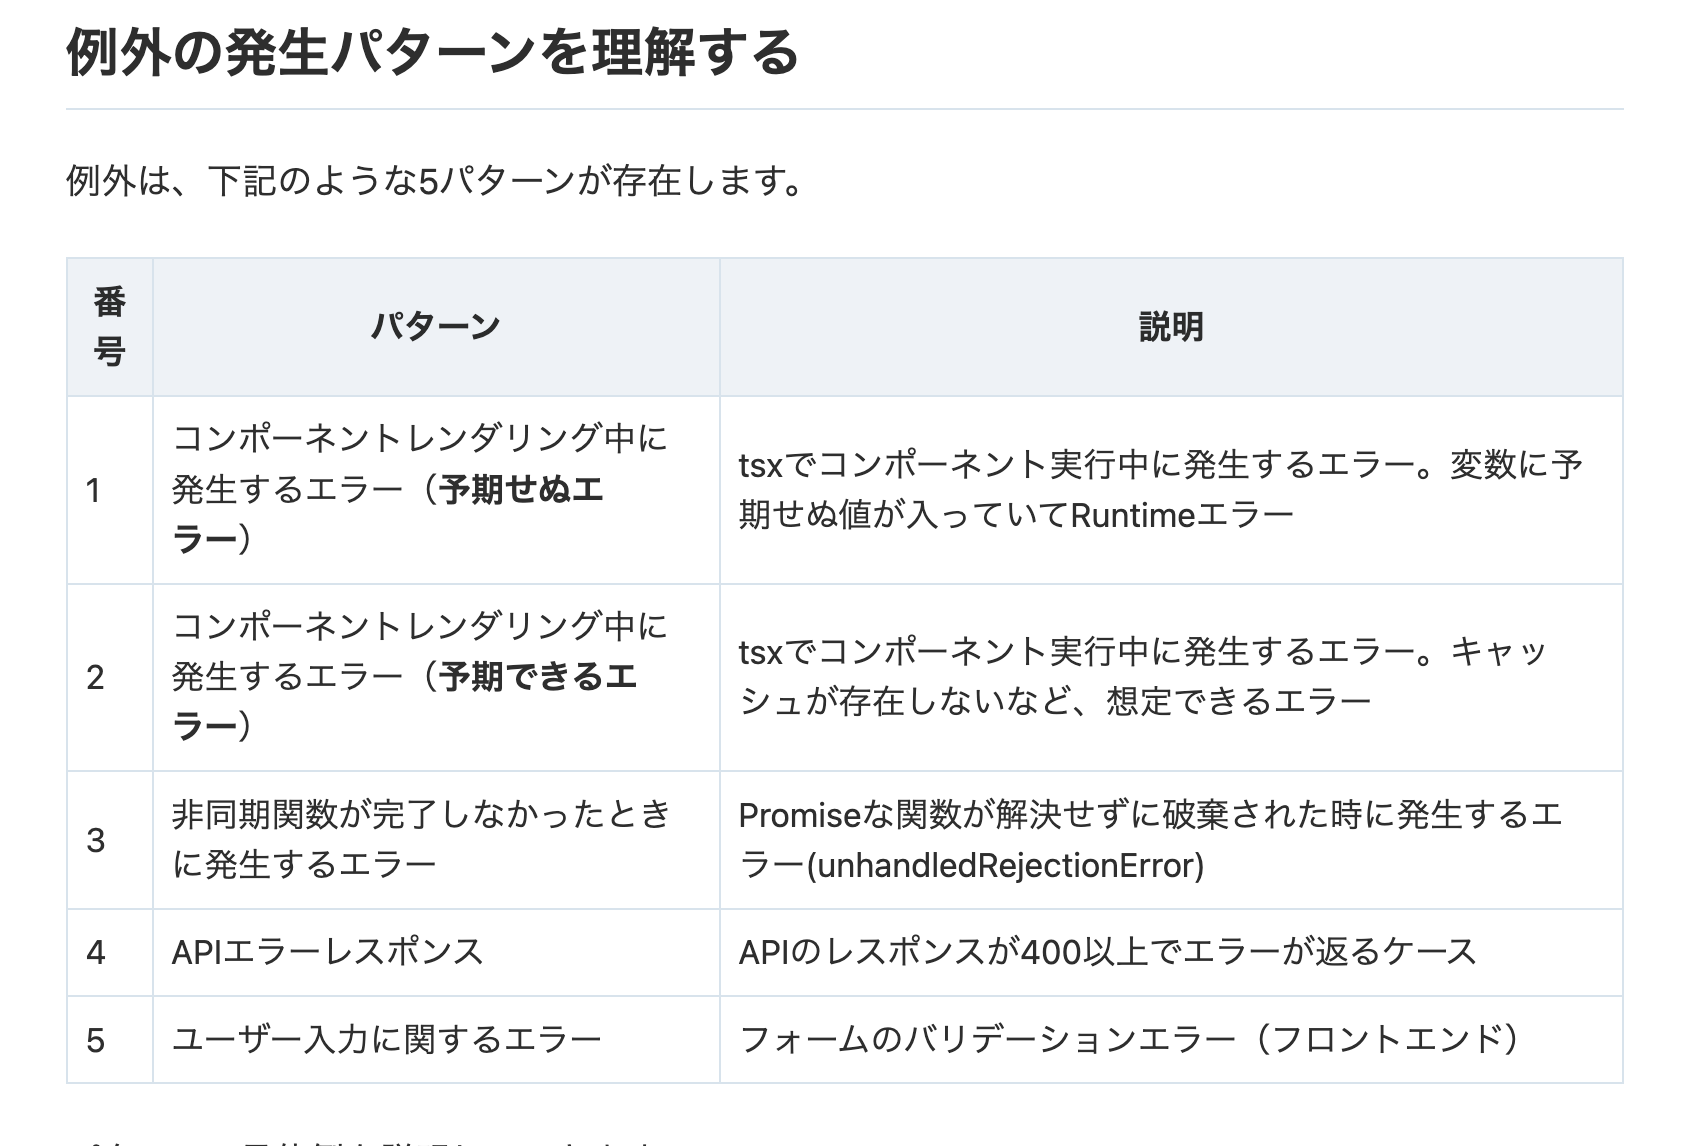 例外の発生パターンを理解する
例外は、下記のような5パターンが存在します。
番
号
パターン
説明
1
コンポーネントレンダリング中に
発生するエラー（予期せぬエ
ラー）
tsxでコンポーネント実行中に発生するエラー。変数に予
期せぬ値が入っていてRuntimeエラー
2
コンポーネントレンダリング中に
発生するエラー（予期できるエ
ラー）
tsxでコンポーネント実行中に発生するエラー。キャッ
シュが存在しないなど、想定できるエラー
3
非同期関数が完了しなかったとき
に発生するエラー
Promiseな関数が解決せずに破棄された時に発生するエ
ラー(unhandledRejectionError)
4
APIエラーレスポンス
APIのレスポンスが400以上でエラーが返るケース
5
ユーザー入力に関するエラー
フォームのバリデーションエラー（フロントエンド）